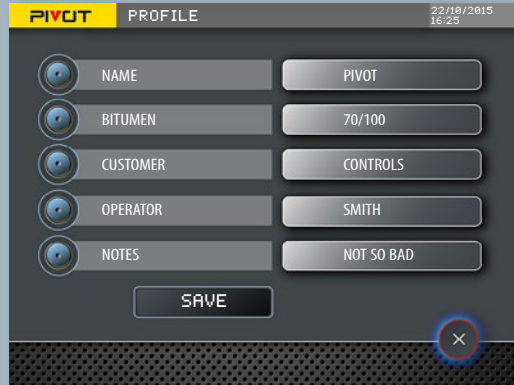 PIVOT PROFILE 22/10/2015
16:25
NAME PIVOT
BITUMEN 70/100
CUSTOMER CONTROLS
OPERATOR SMITH
NOTES NOT SO BAD
SAVE